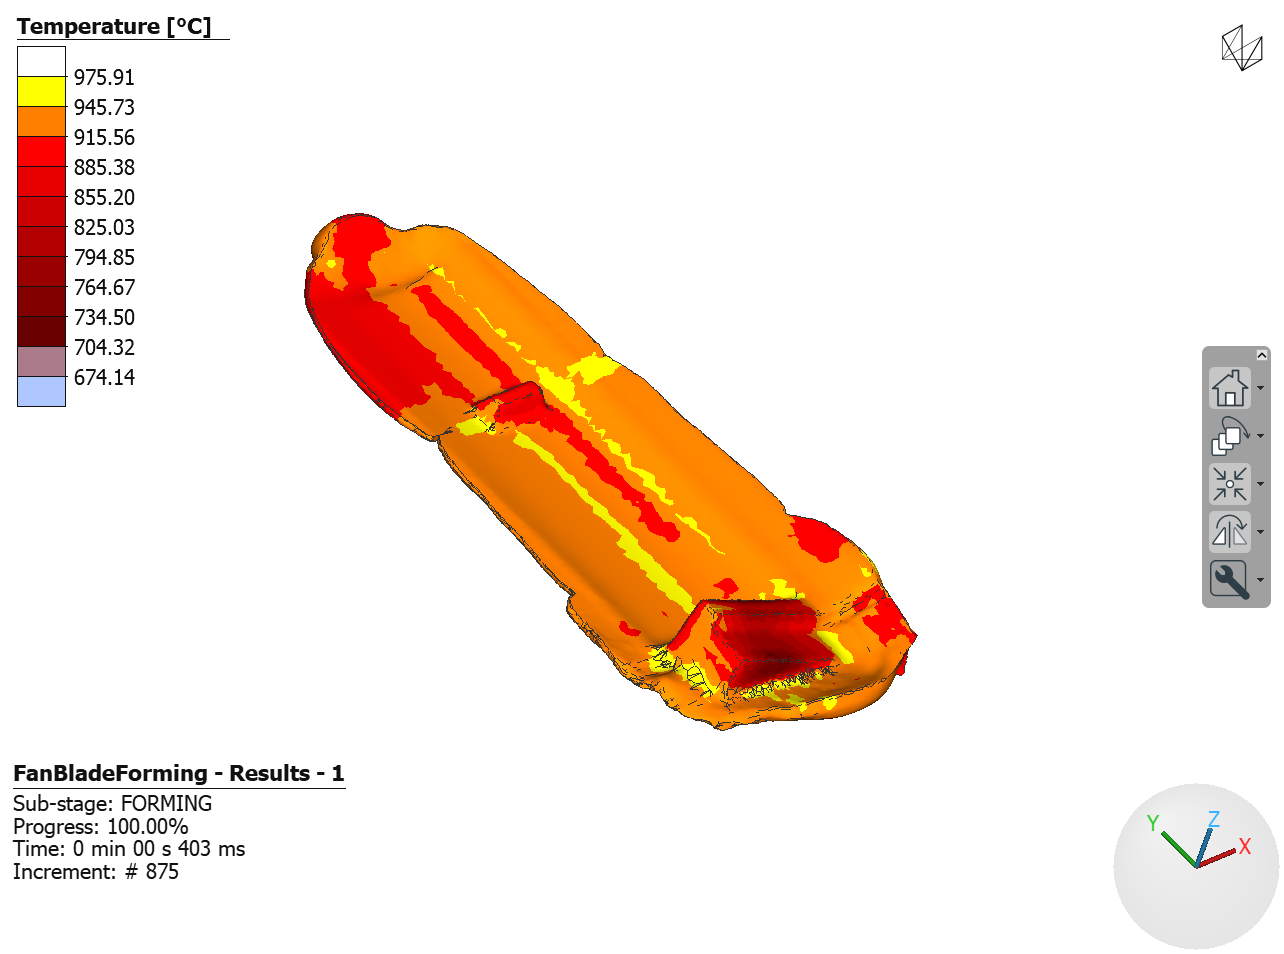 Temperature [°C]
975.91
945.73
915.56
885.38
855.20
825.03
794.85
764.67
734.50
704.32
674.14
FanBladeForming - Results - 1
Sub-stage: FORMING
Progress: 100.00%
Time: 0 min 00 s 403 ms
Increment: # 875
Y
Z
X